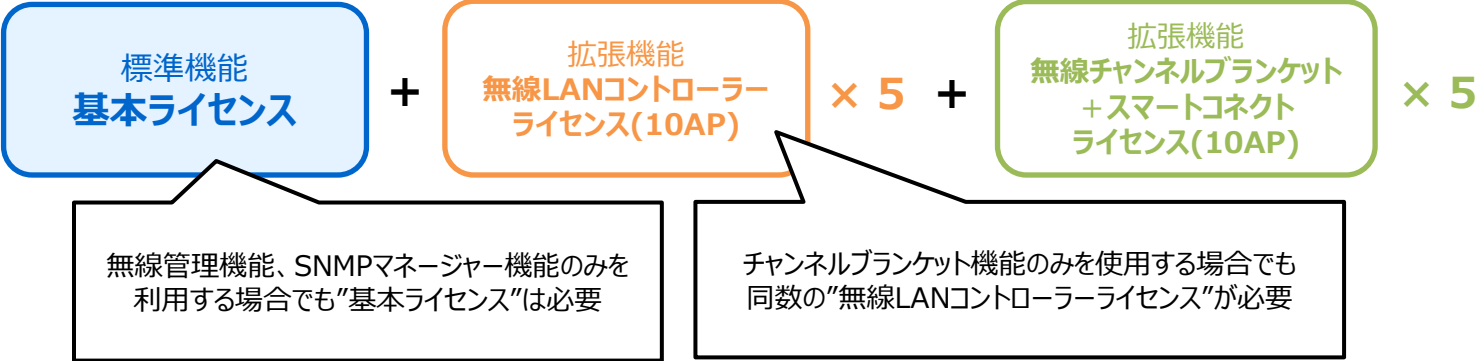 標準機能
基本ライセンス
+
拡張機能
無線LANコントローラー
ライセンス(10AP)
× 5
+
拡張機能
無線チャンネルブランケット
+スマートコネクト
ライセンス(10AP)
× 5
無線管理機能、SNMPマネージャー機能のみを
利用する場合でも"基本ライセンス"は必要
チャンネルブランケット機能のみを使用する場合でも
同数の"無線LANコントローラーライセンス"が必要